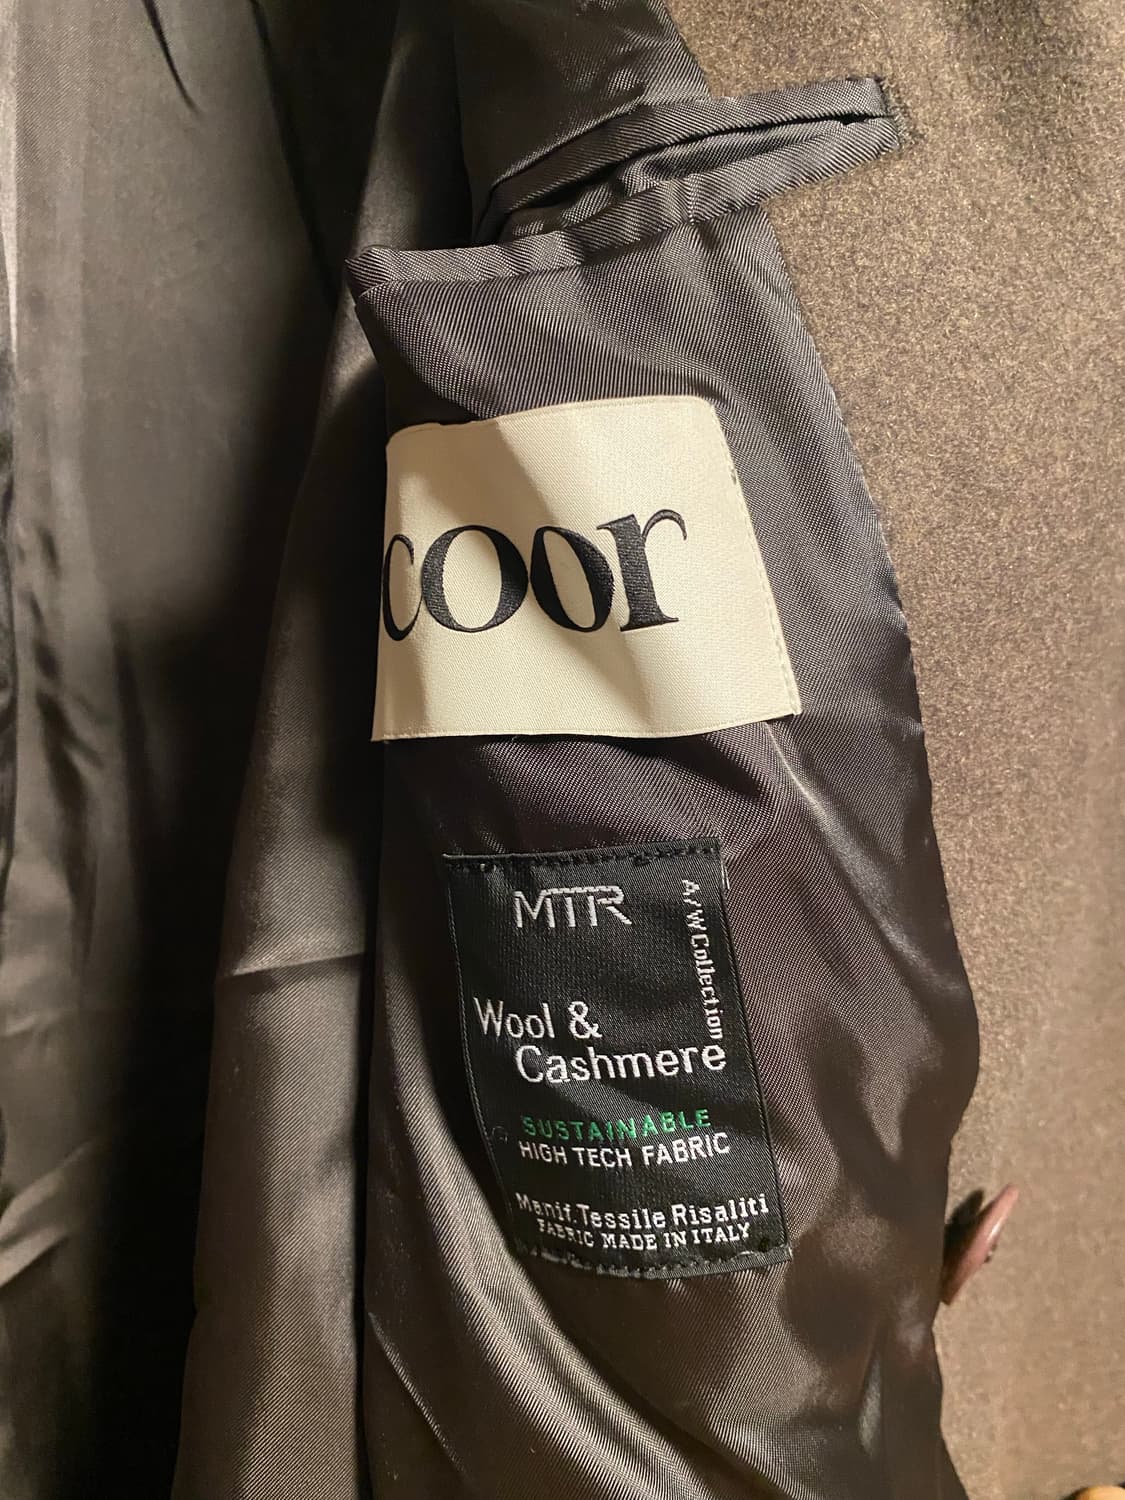 coor
MTR
A/W Collection
Wool &
Cashmere
SUSTAINABLE
HIGH TECH FABRIC
Manif. Tessile Risaliti
FABRIC MADE IN ITALY